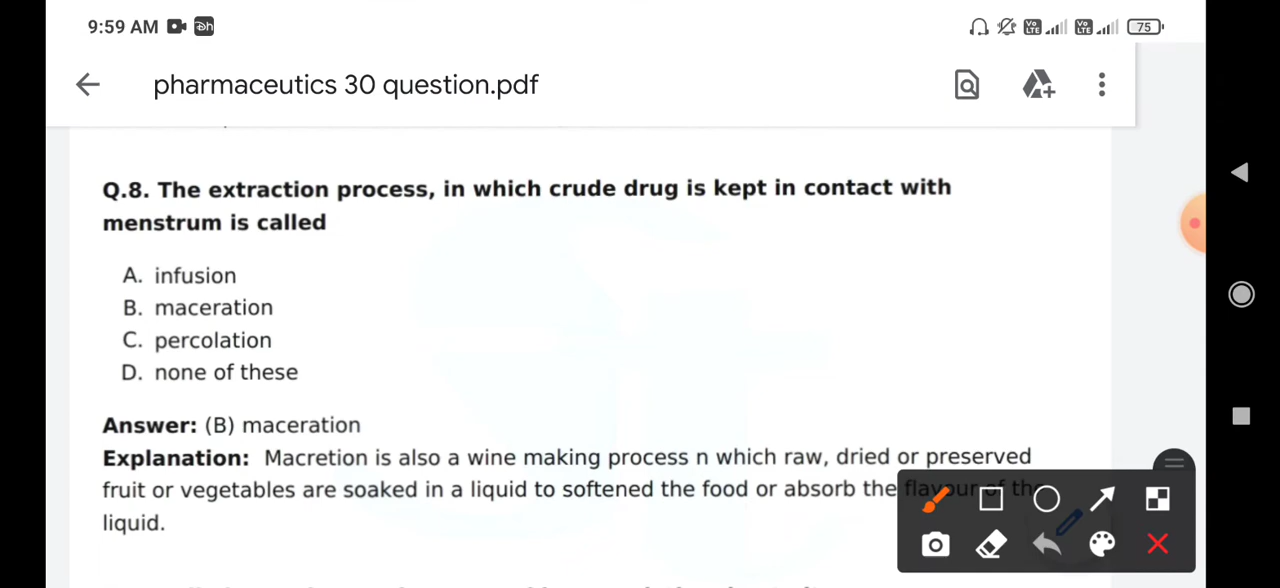 9:59 AM
75
pharmaceutics 30 question.pdf
Q.8. The extraction process, in which crude drug is kept in contact with
menstrum is called
A. infusion
B. maceration
C. percolation
D. none of these
Answer: (B) maceration
Explanation: Macretion is also a wine making process n which raw, dried or preserved
fruit or vegetables are soaked in a liquid to softened the food or absorb the flavour of the
liquid.